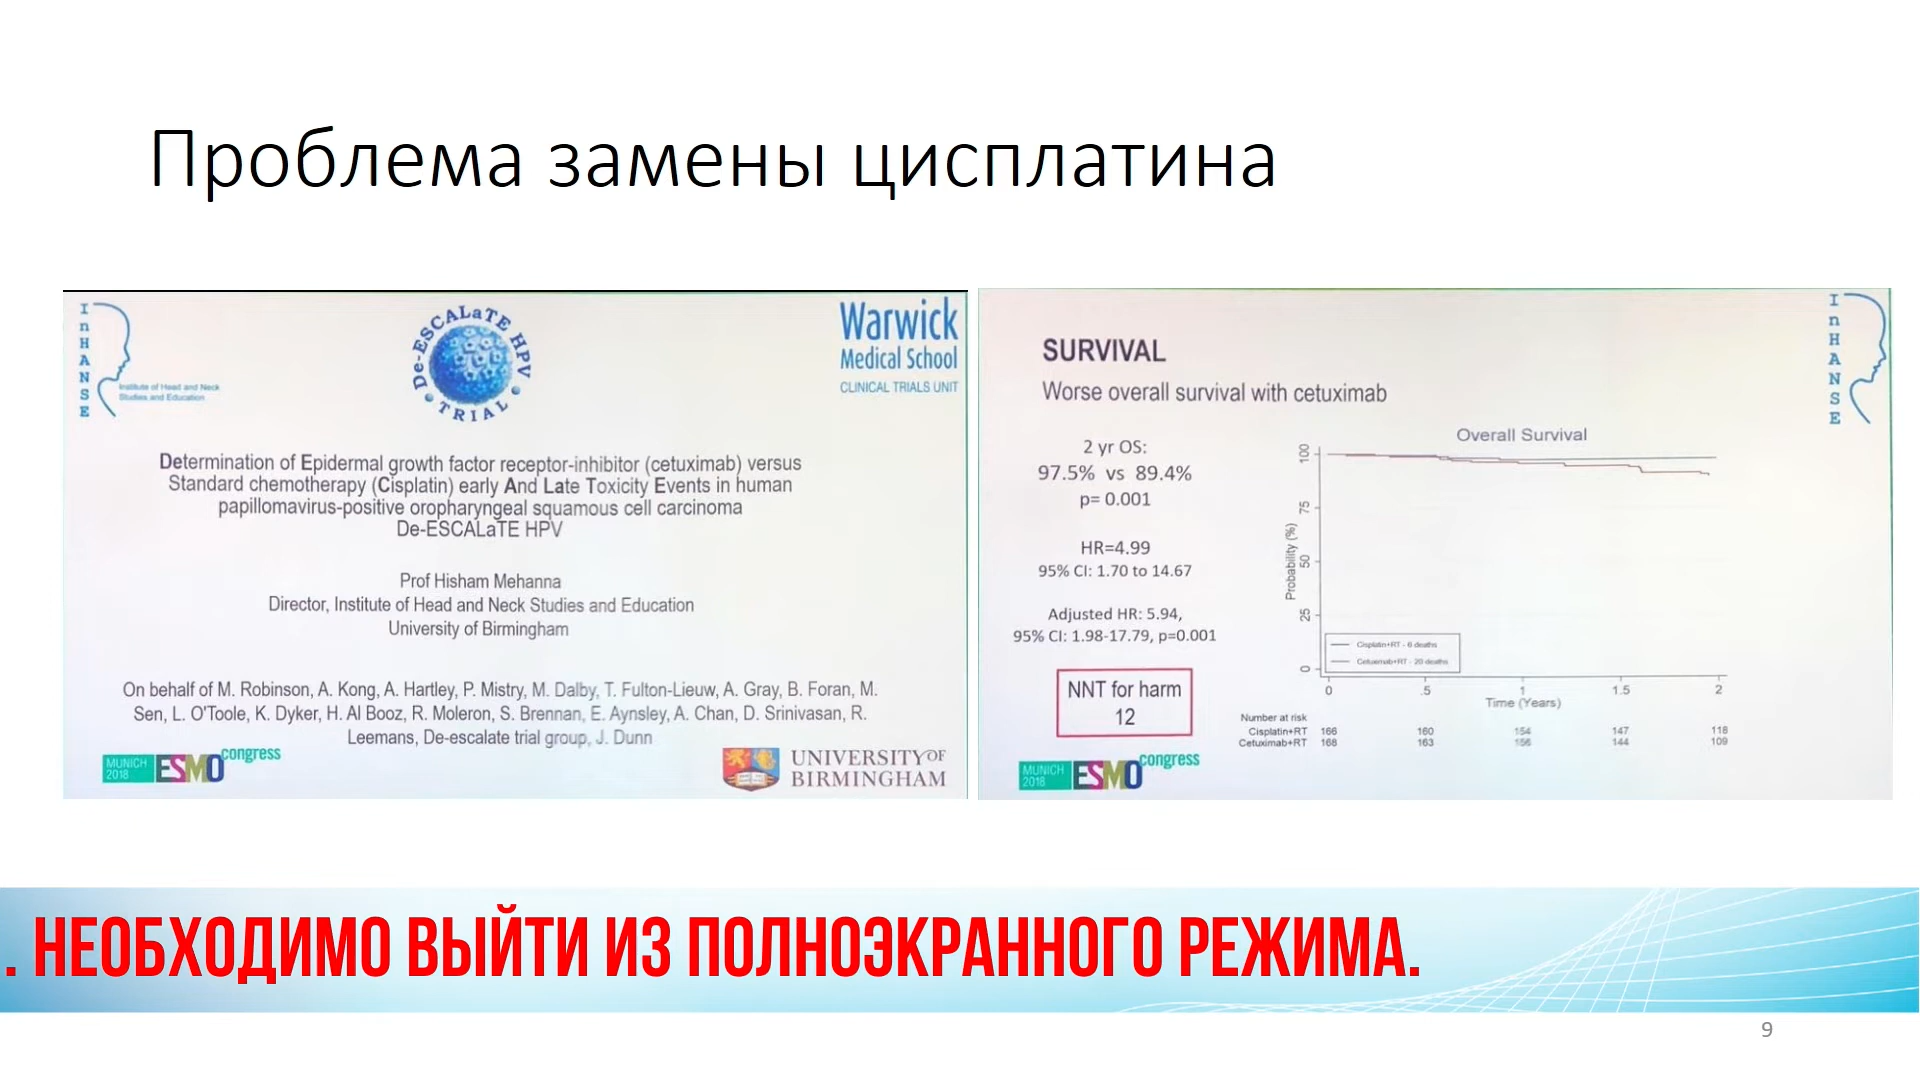 Проблема замены цисплатина
InHANSE
Institute of Head and Neck
Studies and Education
De-ESCALaTE HPV
TRIAL
Warwick
Medical School
CLINICAL TRIALS UNIT
Determination of Epidermal growth factor receptor-inhibitor (cetuximab) versus
Standard chemotherapy (Cisplatin) early And Late Toxicity Events in human
papillomavirus-positive oropharyngeal squamous cell carcinoma
De-ESCALaTE HPV
Prof Hisham Mehanna
Director, Institute of Head and Neck Studies and Education
University of Birmingham
On behalf of M. Robinson, A. Kong, A. Hartley, P. Mistry, M. Dalby, T. Fulton-Lieuw, A. Gray, B. Foran, M.
Sen, L. O'Toole, K. Dyker, H. Al Booz, R. Moleron, S. Brennan, E. Aynsley, A. Chan, D. Srinivasan, R.
Leemans, De-escalate trial group, J. Dunn
MUNICH
2018
ESMO congress
UNIVERSITY OF
BIRMINGHAM
InHANSE
SURVIVAL
Worse overall survival with cetuximab
2 yr OS:
97.5% vs 89.4%
p= 0.001
HR=4.99
95% CI: 1.70 to 14.67
Adjusted HR: 5.94,
95% CI: 1.98-17.79, p=0.001
NNT for harm
12
Overall Survival
Probability (%)
100
75
50
25
0
Cisplatin+RT - 6 deaths
Cetuximab+RT - 20 deaths
0 .5 1 1.5 2
Time (Years)
Number at risk
Cisplatin+RT 166 160 154 147 118
Cetuximab+RT 168 163 156 144 109
MUNICH
2018
ESMO congress
. НЕОБХОДИМО ВЫЙТИ ИЗ ПОЛНОЭКРАННОГО РЕЖИМА.
9